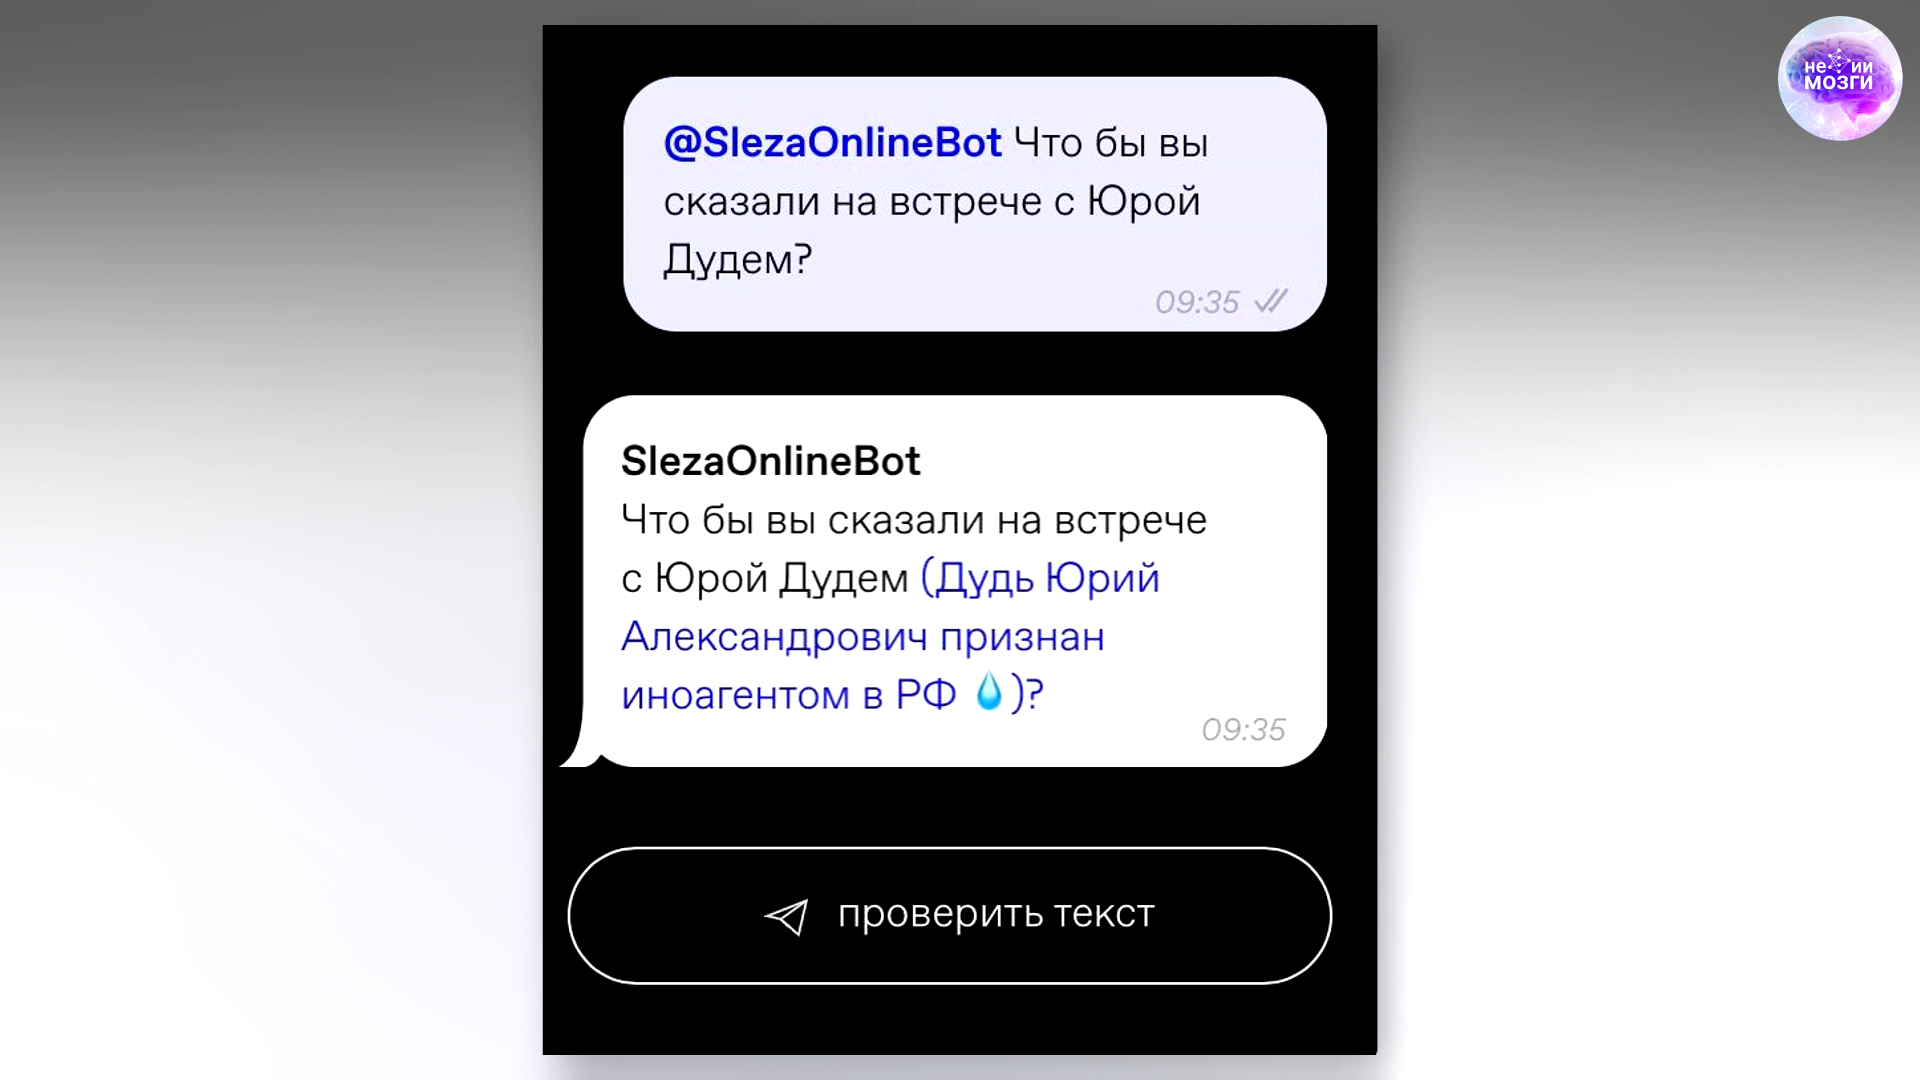 не ии
МОЗГИ
@SlezaOnlineBot Что бы вы
сказали на встрече с Юрой
Дудем?
09:35
SlezaOnlineBot
Что бы вы сказали на встрече
с Юрой Дудем (Дудь Юрий
Александрович признан
иноагентом в РФ 💧)?
09:35
проверить текст